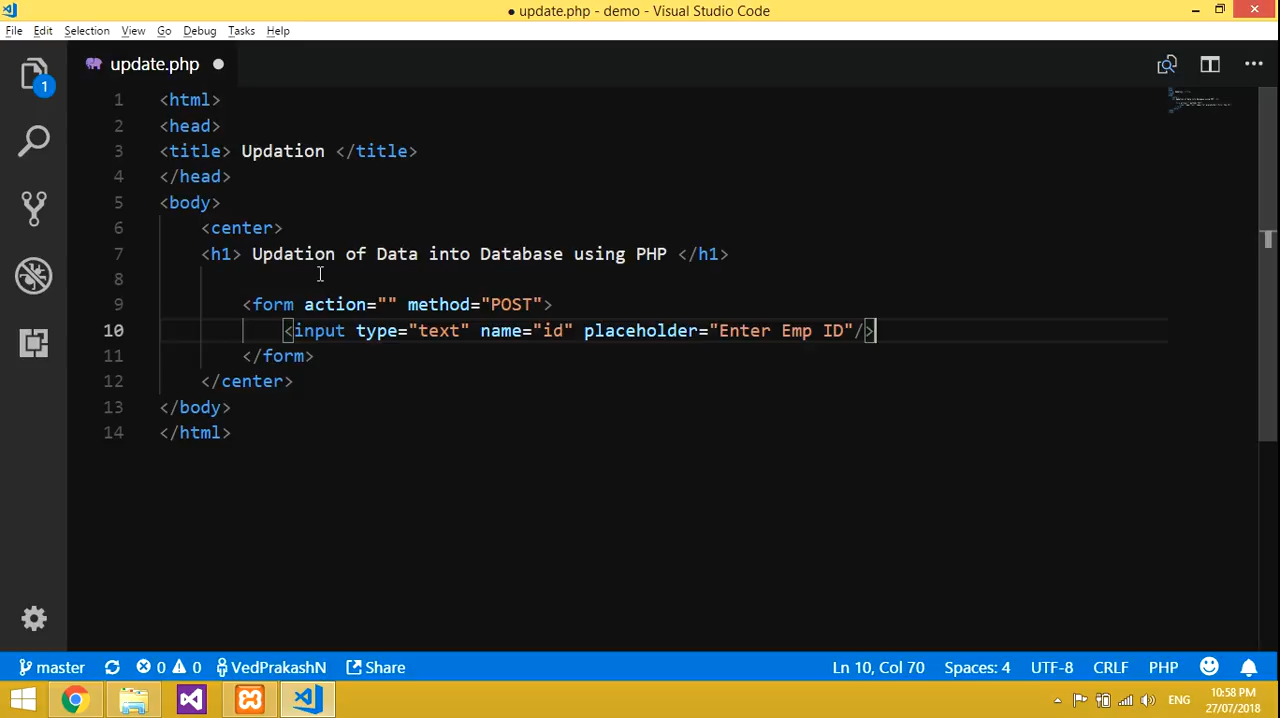 ● update.php - demo - Visual Studio Code
File Edit Selection View Go Debug Tasks Help
update.php ●
1
1 <html>
2 <head>
3 <title> Updation </title>
4 </head>
5 <body>
6 <center>
7 <h1> Updation of Data into Database using PHP </h1>
8
9 <form action="" method="POST">
10 <input type="text" name="id" placeholder="Enter Emp ID"/>
11 </form>
12 </center>
13 </body>
14 </html>
master 0 0 VedPrakashN Share Ln 10, Col 70 Spaces: 4 UTF-8 CRLF PHP
ENG 10:58 PM
27/07/2018